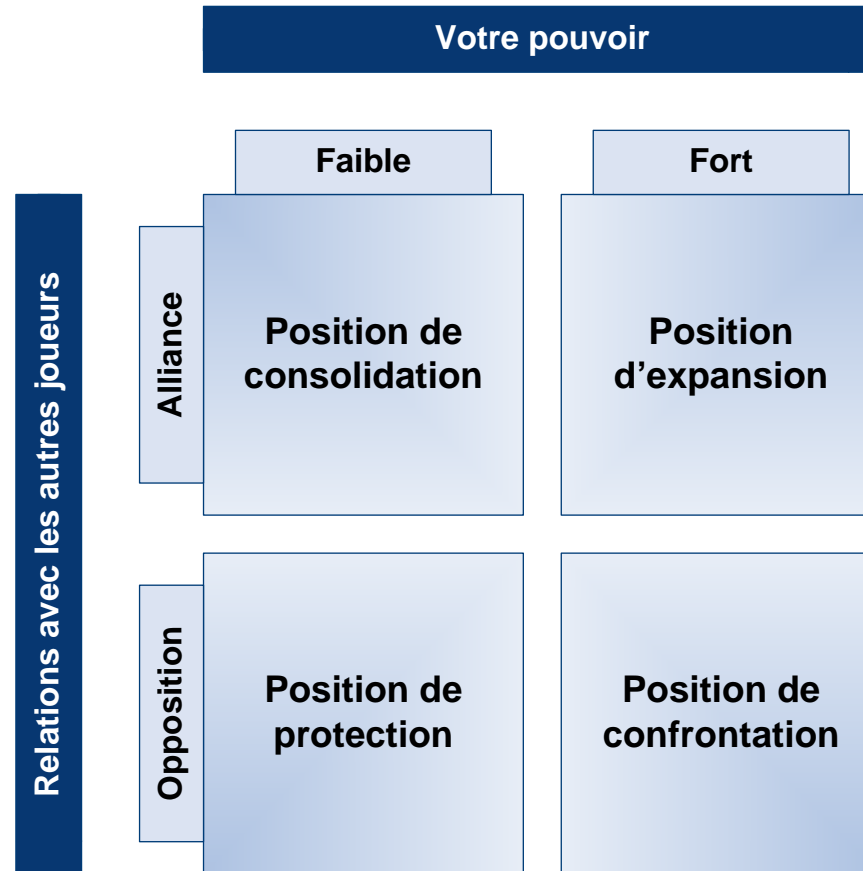 Votre pouvoir
Faible
Fort
Relations avec les autres joueurs
Alliance
Position de
consolidation
Position
d’expansion
Opposition
Position de
protection
Position de
confrontation